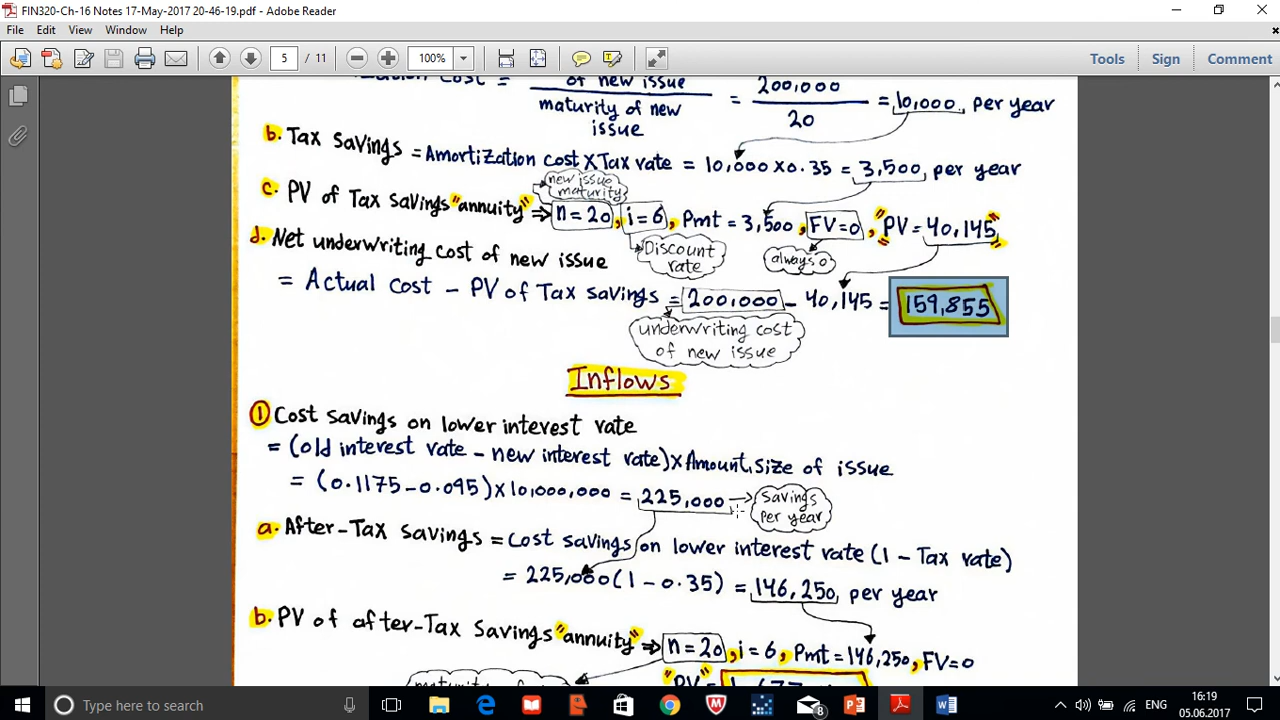 FIN320-Ch-16 Notes 17-May-2017 20-46-19.pdf - Adobe Reader
File Edit View Window Help
5 / 11 100% Tools Sign Comment
Cost = of new issue / maturity of new issue = 200,000 / 20 = 10,000 per year
b. Tax Savings = Amortization cost X Tax rate = 10,000 x 0.35 = 3,500 per year
new issue maturity
c. PV of Tax Savings "annuity" ⇒ n=20, i=6, Pmt = 3,500, FV=0, "PV = 40,145"
Discount rate
always 0
d. Net underwriting cost of new issue
= Actual Cost - PV of Tax savings = 200,000 - 40,145 = 159,855
underwriting cost of new issue
Inflows
1 Cost savings on lower interest rate
= (old interest rate - new interest rate) x Amount, Size of issue
= (0.1175-0.095) x 10,000,000 = 225,000 → Savings per year
a. After-Tax savings = Cost savings on lower interest rate (1 - Tax rate)
= 225,000 (1 - 0.35) = 146,250, per year
b. PV of after-Tax Savings "annuity" ⇒ n=20, i=6, Pmt = 146,250, FV=0
"PV"
Type here to search
8
ENG
16:19
05.06.2017